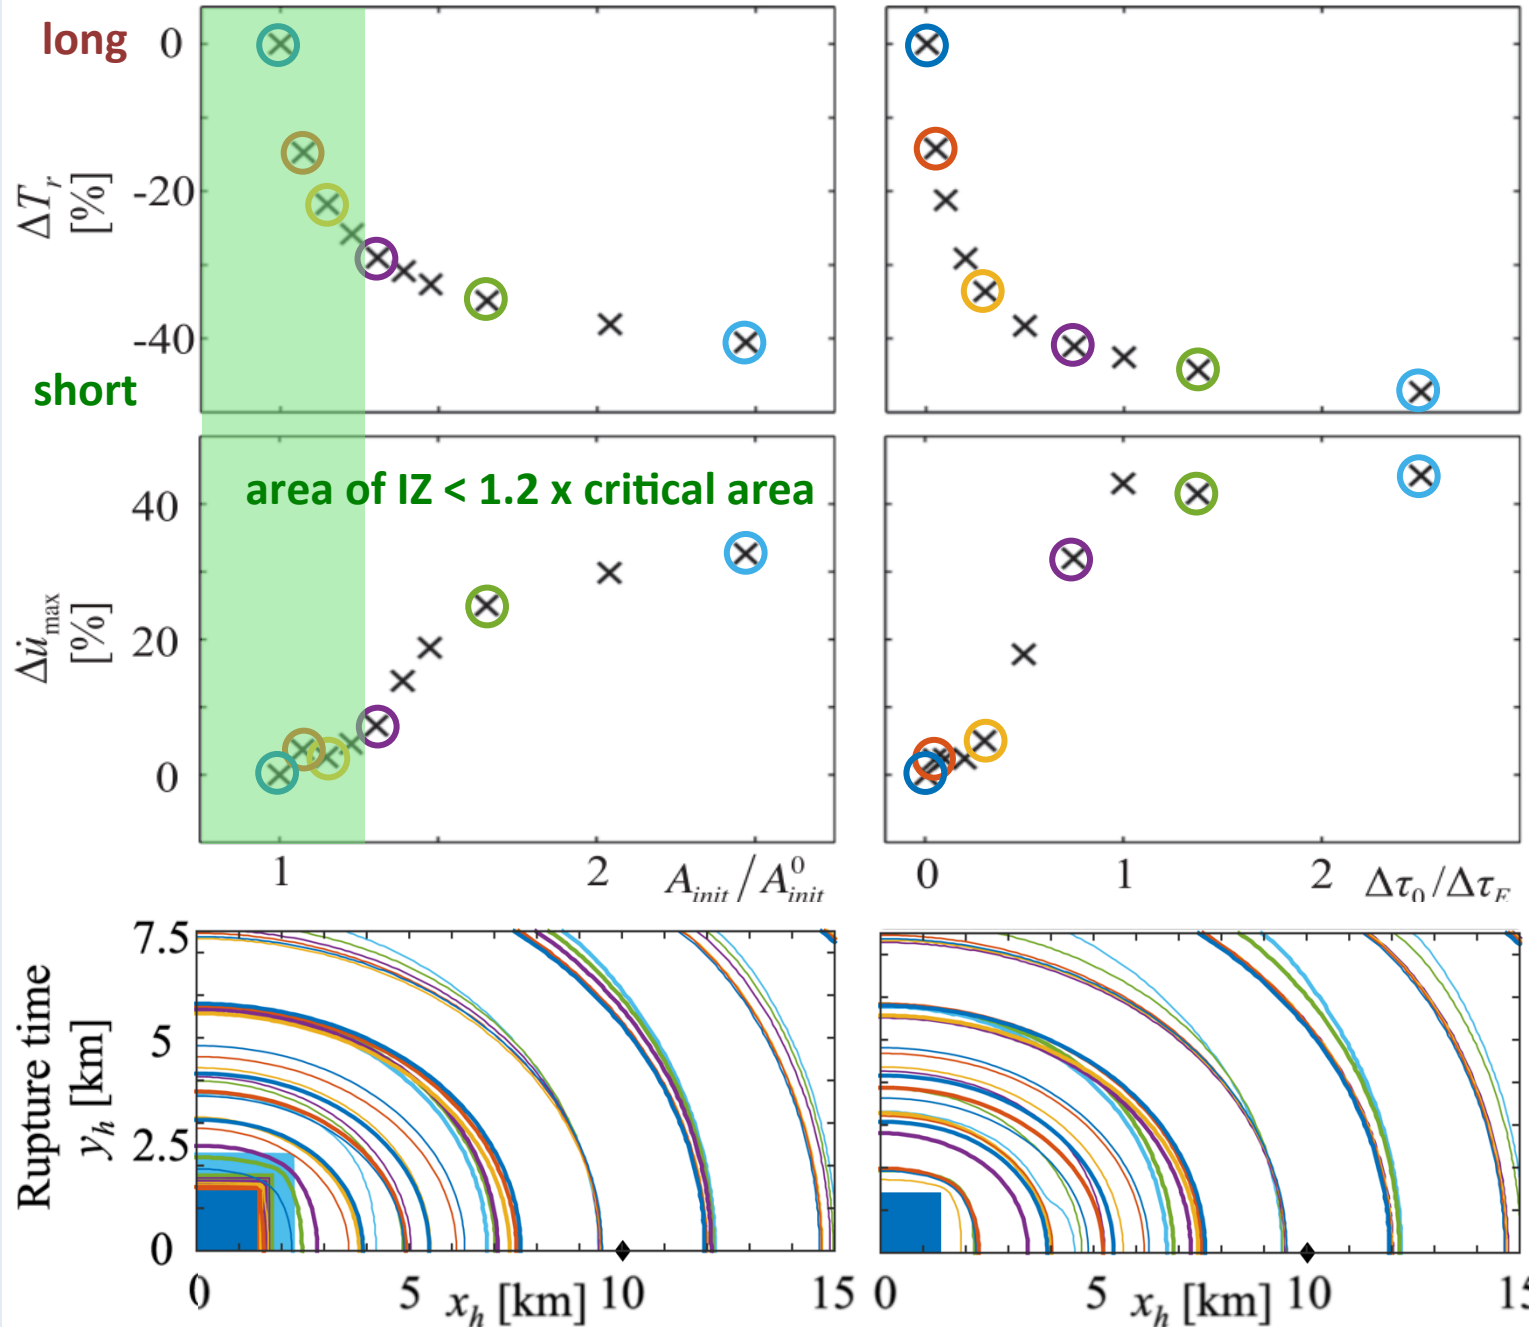 long
0
ΔT_r
[%]
-20
-40
short
area of IZ < 1.2 x critical area
40
Δu̇_max
[%]
20
0
1
2
A_init / A⁰_init
0
1
2
Δτ₀/Δτ_E
Rupture time
y_h [km]
7.5
5
2.5
0
0
5
x_h [km]
10
15
5
x_h [km]
10